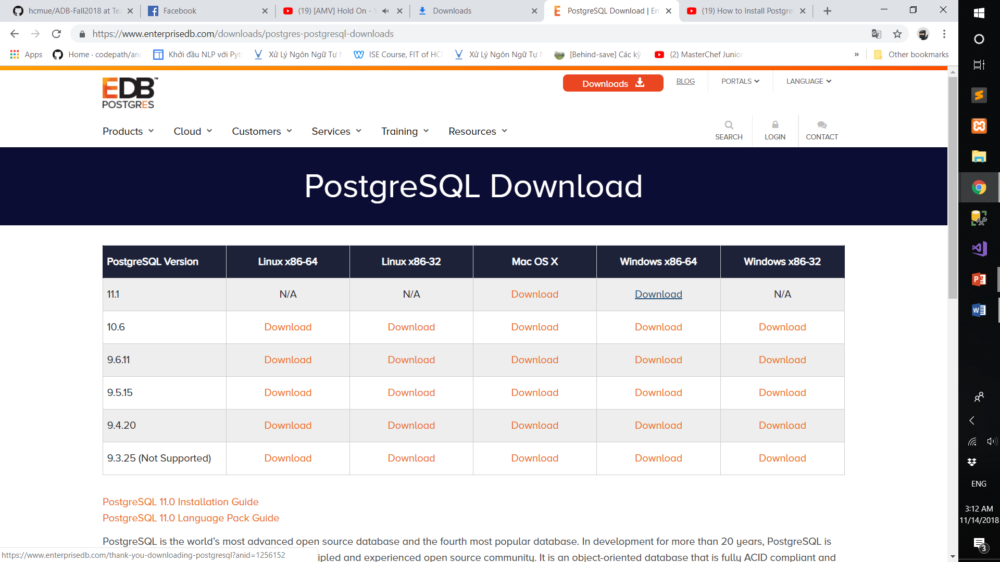 hcmue/ADB-Fall2018 at Te
Facebook
(19) [AMV] Hold On - Y
Downloads
PostgreSQL Download | En
(19) How to Install Postgre
https://www.enterprisedb.com/downloads/postgres-postgresql-downloads
Apps
Home · codepath/and
Khởi đầu NLP với Pyt
Xử Lý Ngôn Ngữ Tự N
ISE Course, FIT of HC
Xử Lý Ngôn Ngữ Tự N
[Behind-save] Các kỹ
(2) MasterChef Junior
»
Other bookmarks
EDB™
POSTGRES
Downloads
BLOG
PORTALS
LANGUAGE
Products
Cloud
Customers
Services
Training
Resources
SEARCH
LOGIN
CONTACT
PostgreSQL Download
PostgreSQL Version Linux x86-64 Linux x86-32 Mac OS X Windows x86-64 Windows x86-32
11.1 N/A N/A Download Download N/A
10.6 Download Download Download Download Download
9.6.11 Download Download Download Download Download
9.5.15 Download Download Download Download Download
9.4.20 Download Download Download Download Download
9.3.25 (Not Supported) Download Download Download Download Download
PostgreSQL 11.0 Installation Guide
PostgreSQL 11.0 Language Pack Guide
PostgreSQL is the world's most advanced open source database and the fourth most popular database. In development for more than 20 years, PostgreSQL is
ipled and experienced open source community. It is an object-oriented database that is fully ACID compliant and
https://www.enterprisedb.com/thank-you-downloading-postgresql?anid=1256152
ENG
3:12 AM
11/14/2018
3